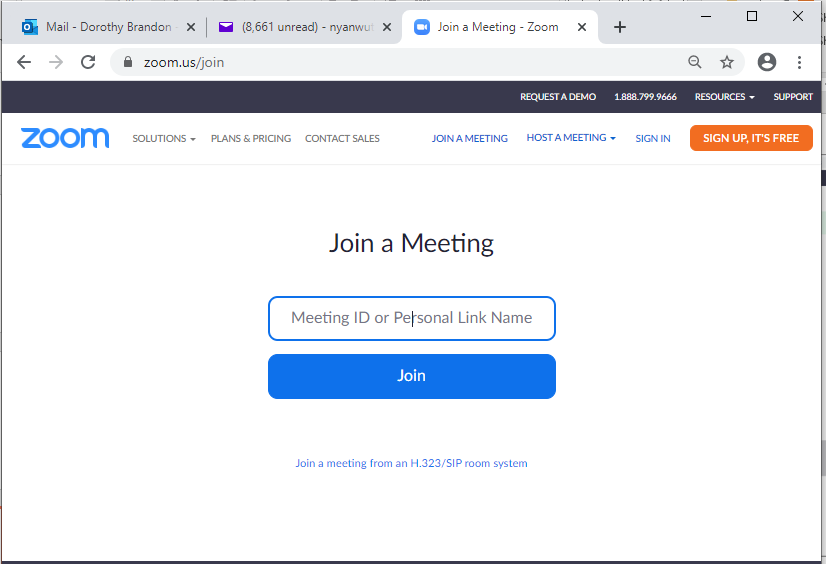 Mail - Dorothy Brandon -
(8,661 unread) - nyanwut
Join a Meeting - Zoom
zoom.us/join
REQUEST A DEMO 1.888.799.9666 RESOURCES SUPPORT
zoom SOLUTIONS PLANS & PRICING CONTACT SALES JOIN A MEETING HOST A MEETING SIGN IN SIGN UP, IT'S FREE
Join a Meeting
Meeting ID or Personal Link Name
Join
Join a meeting from an H.323/SIP room system